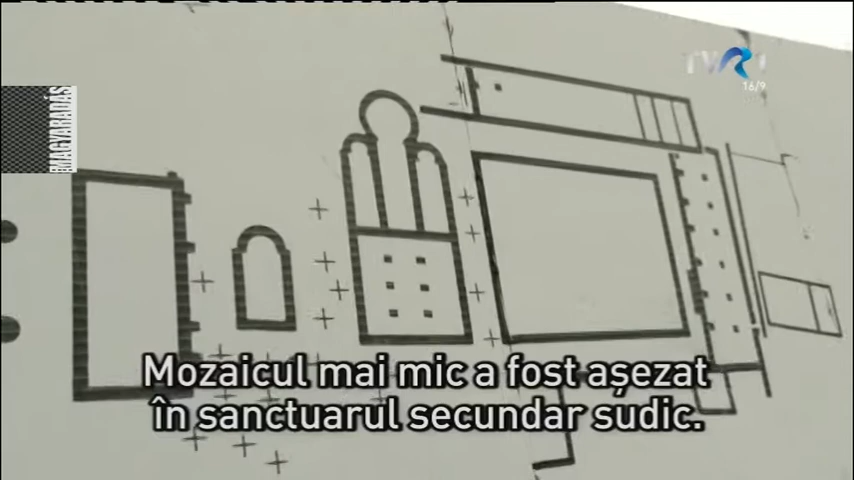 TVR1
16/9
MAGYARADÁS
Mozaicul mai mic a fost așezat
în sanctuarul secundar sudic.